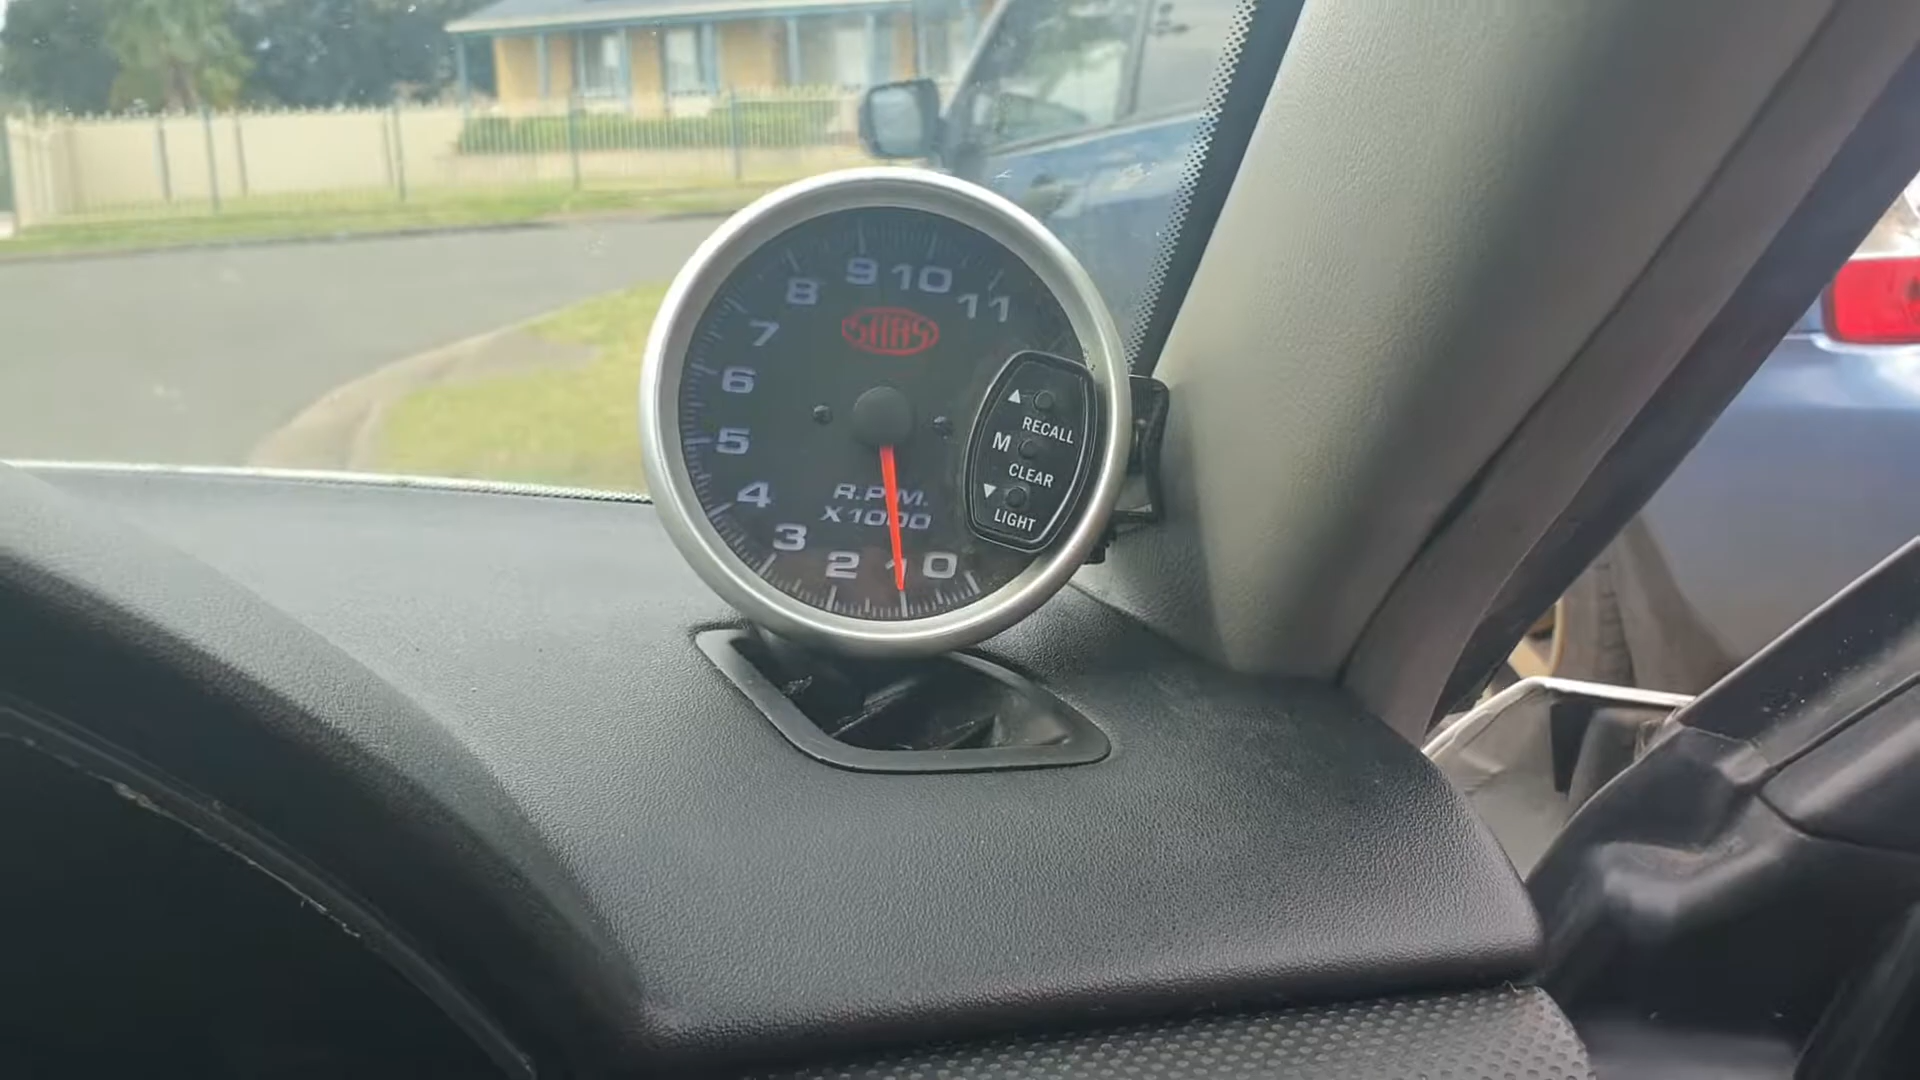 9 10
8 11
SAAS
7
6
RECALL
M
5
CLEAR
4
R.P.M.
X1000
LIGHT
3
2 1 0